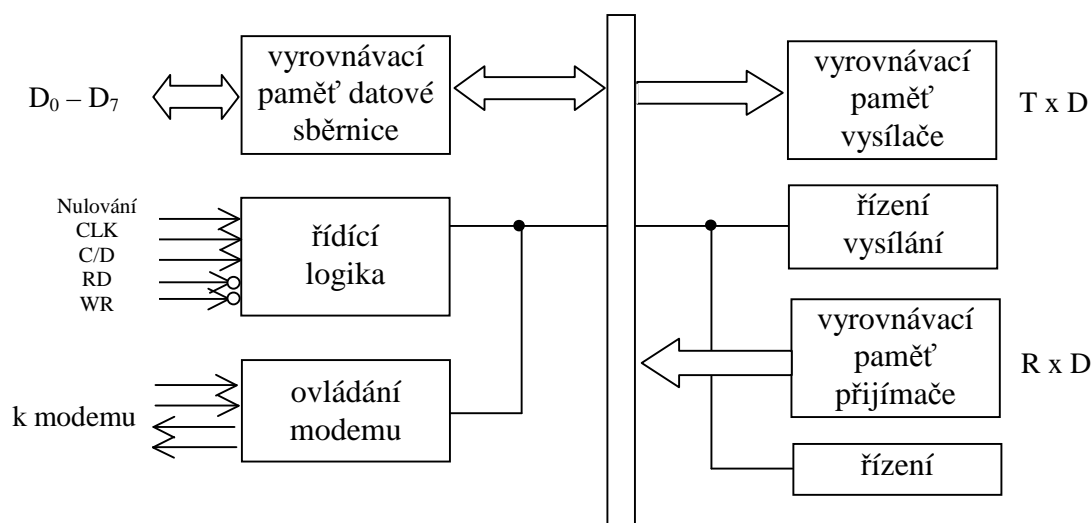 D₀ – D₇
vyrovnávací
paměť datové
sběrnice
vyrovnávací
paměť
vysílače
T x D
Nulování
CLK
C/D
RD
WR
řídící
logika
řízení
vysílání
vyrovnávací
paměť
přijímače
R x D
k modemu
ovládání
modemu
řízení